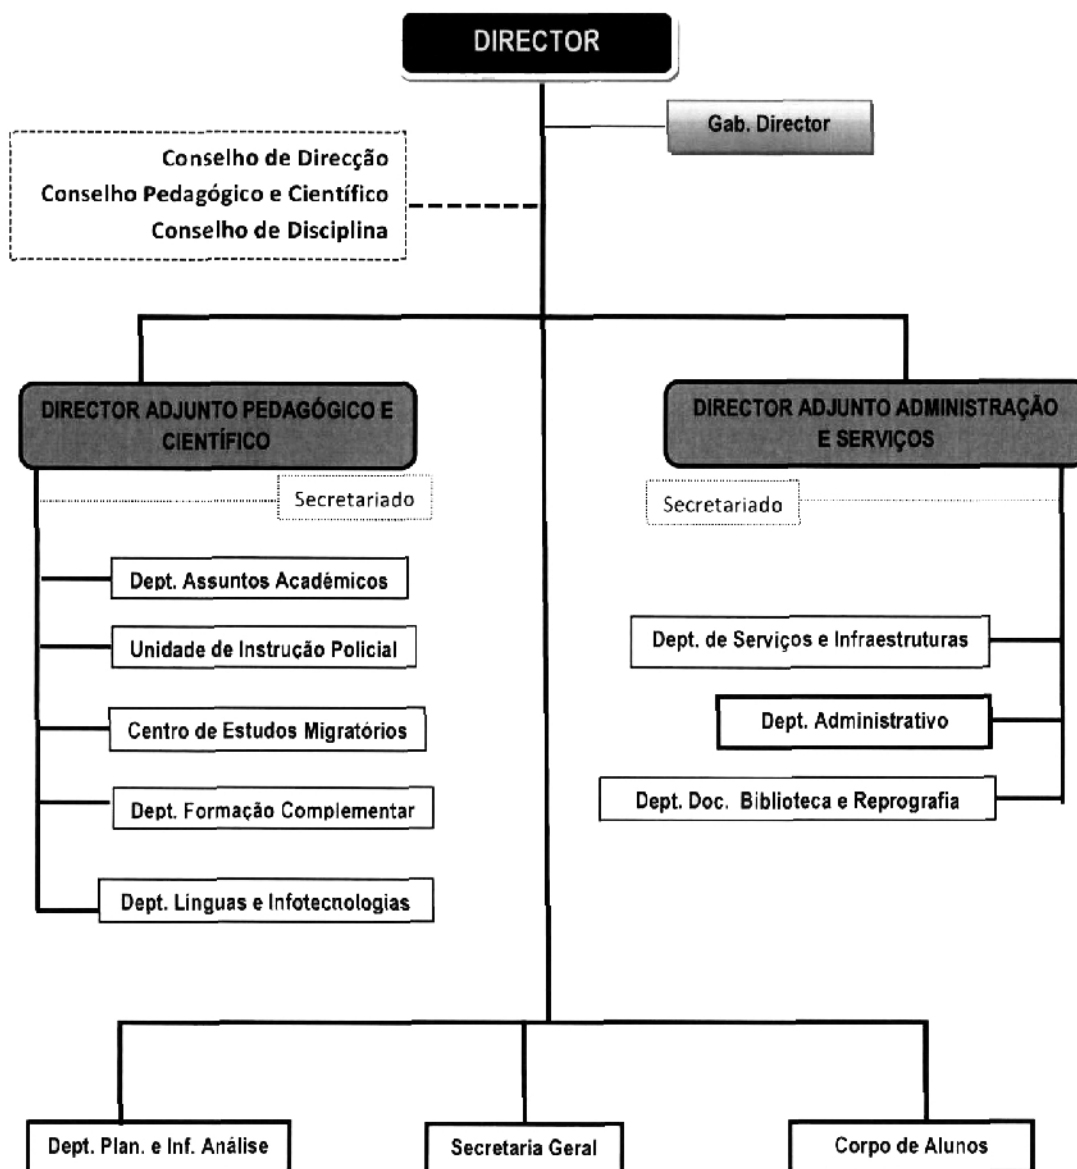 DIRECTOR
Gab. Director
Conselho de Direcção
Conselho Pedagógico e Científico
Conselho de Disciplina
DIRECTOR ADJUNTO PEDAGÓGICO E
CIENTÍFICO
Secretariado
Dept. Assuntos Académicos
Unidade de Instrução Policial
Centro de Estudos Migratórios
Dept. Formação Complementar
Dept. Linguas e Infotecnologias
DIRECTOR ADJUNTO ADMINISTRAÇÃO
E SERVIÇOS
Secretariado
Dept. de Serviços e Infraestruturas
Dept. Administrativo
Dept. Doc. Biblioteca e Reprografia
Dept. Plan. e Inf. Análise
Secretaria Geral
Corpo de Alunos